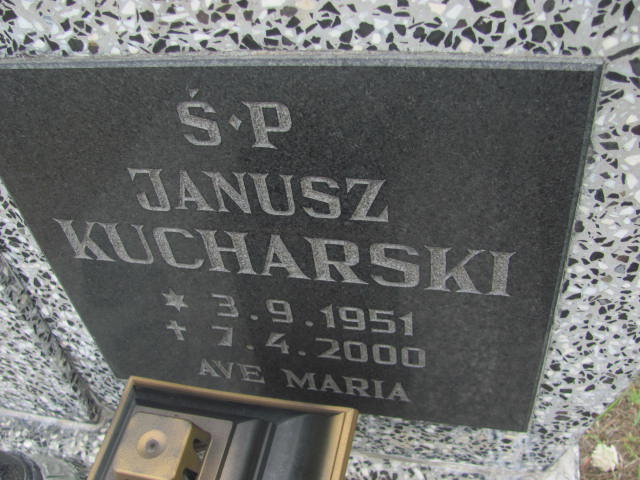 Ś·P
JANUSZ
KUCHARSKI
* 3.9.1951
✝ 7.4.2000
AVE MARIA